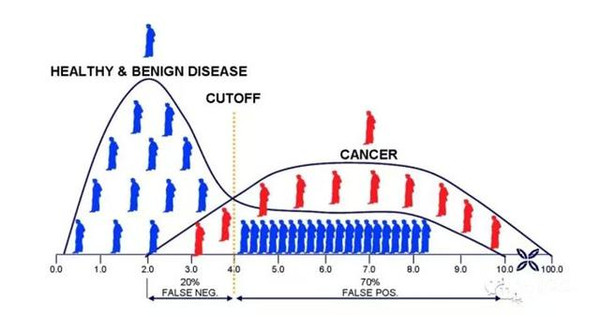 HEALTHY & BENIGN DISEASE
CUTOFF
CANCER
0.0 1.0 2.0 3.0 4.0 5.0 6.0 7.0 8.0 9.0 10.0 100.0
20% 70%
FALSE NEG. FALSE POS.